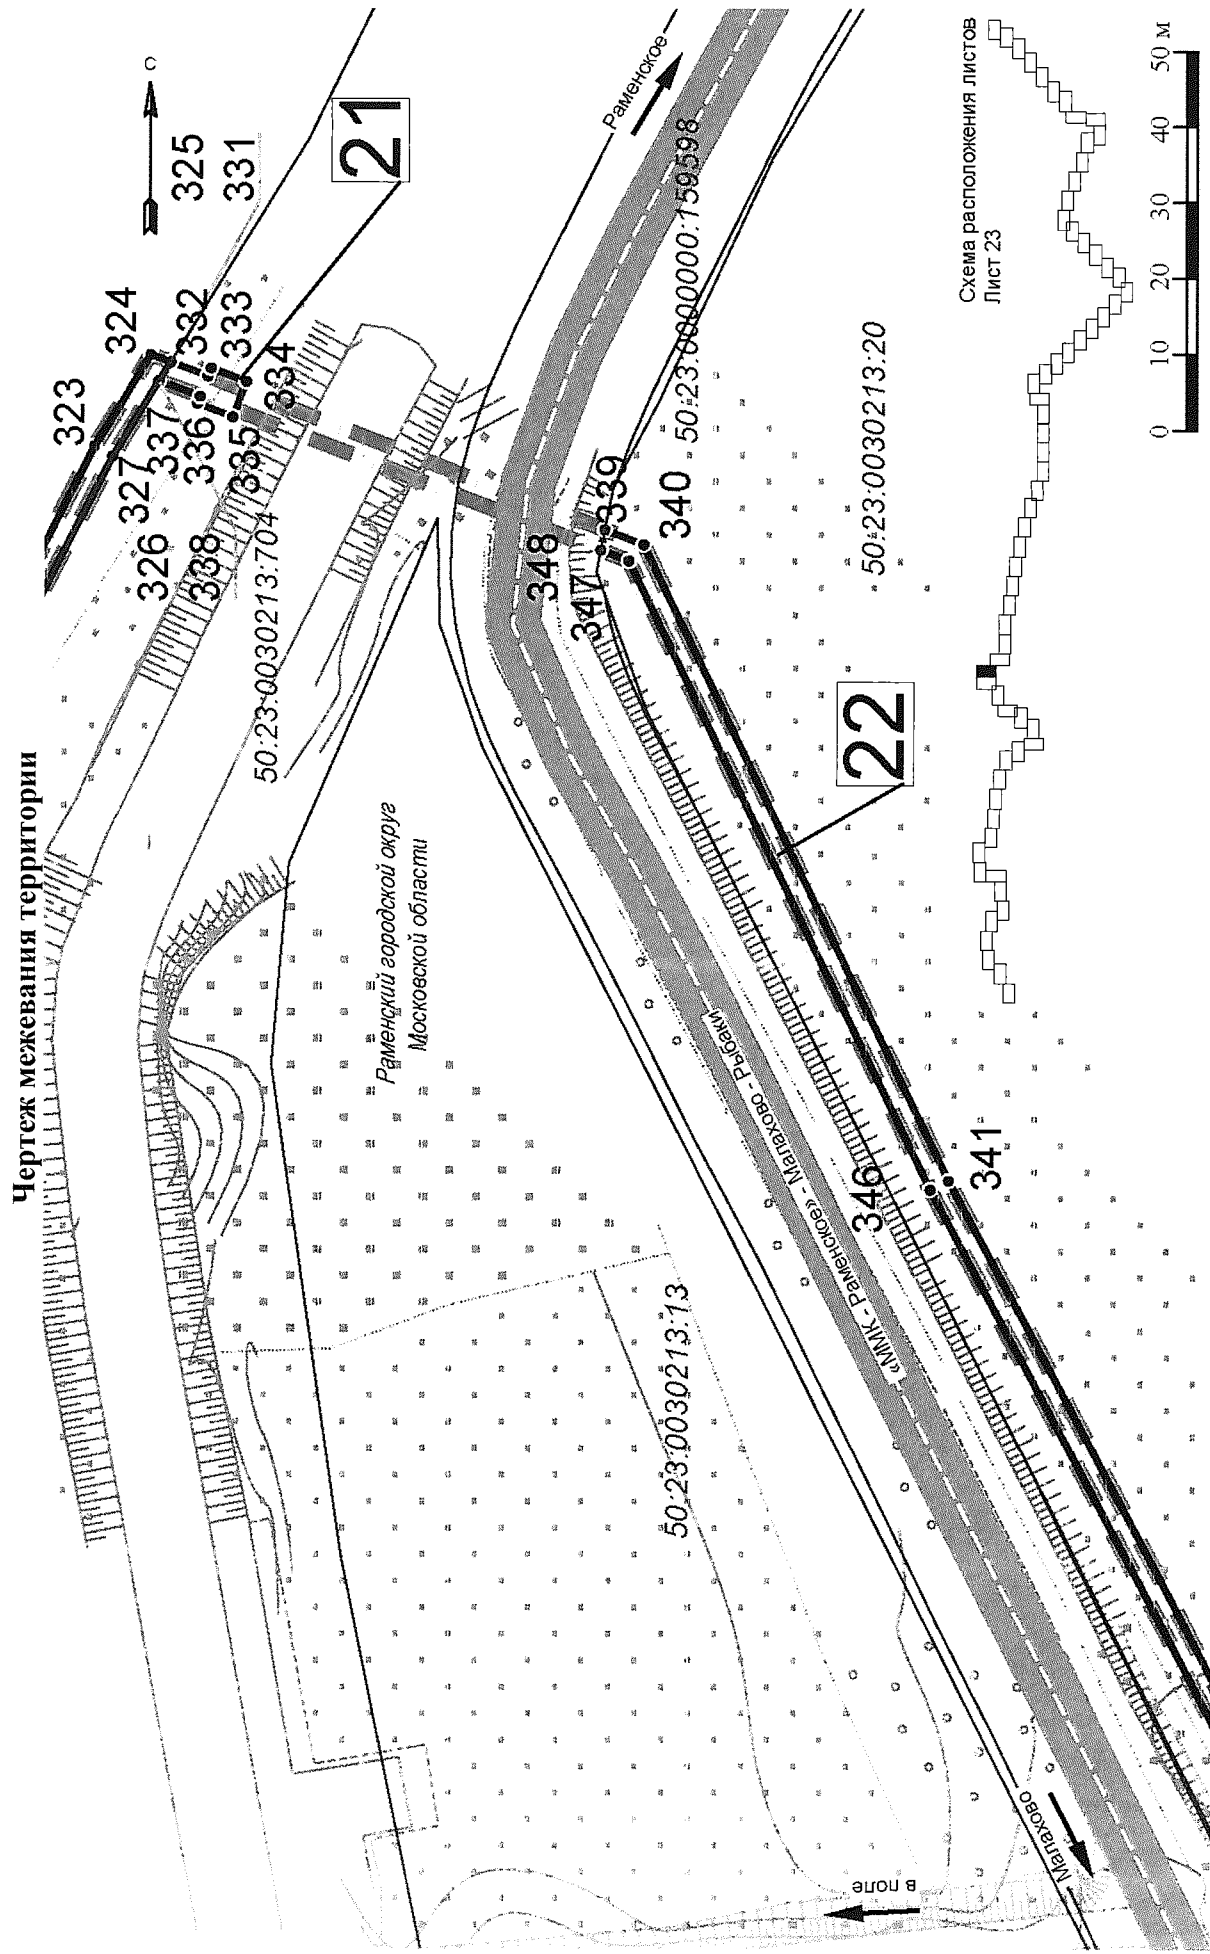 Чертеж межевания территории
С
323
324
325
331
332
333
334
327
337
336
335
326
338
21
50:23:0030213:704
Раменское
50:23:0000000:159598
348
347
339
340
50:23:0030213:20
Раменский городской округ
Московской области
22
«ММК - Раменское» - Малахово - Рыбаки
346
341
50:23:0030213:13
в поле
Малахово
Схема расположения листов
Лист 23
0 10 20 30 40 50 м